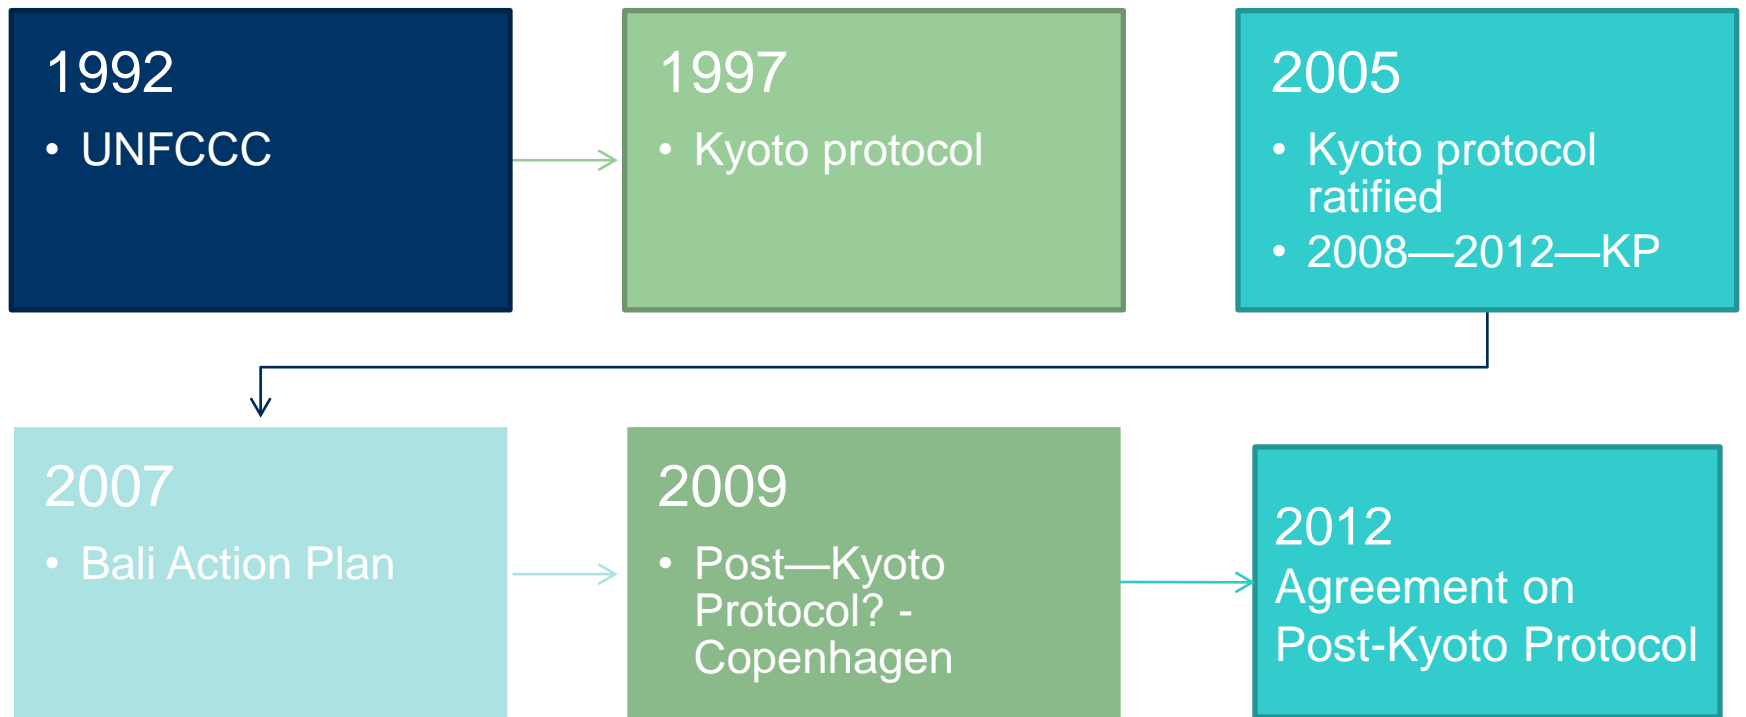 1992
• UNFCCC
1997
• Kyoto protocol
2005
• Kyoto protocol
ratified
• 2008—2012—KP
2007
• Bali Action Plan
2009
• Post—Kyoto
Protocol? -
Copenhagen
2012
Agreement on
Post-Kyoto Protocol